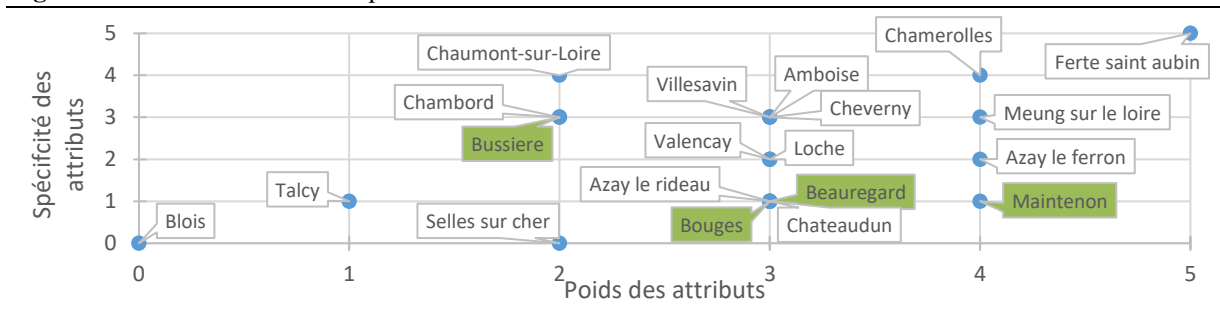 5
Chamerolles
Chaumont-sur-Loire
Ferte saint aubin
4
Villesavin
Amboise
Chambord
Cheverny
Meung sur le loire
3
Bussiere
Valencay
Loche
Azay le ferron
2
Talcy
Azay le rideau
Beauregard
Maintenon
1
Blois
Selles sur cher
Bouges
Chateaudun
0
0
1
2
3
4
5
Spécifcité des
attributs
Poids des attributs